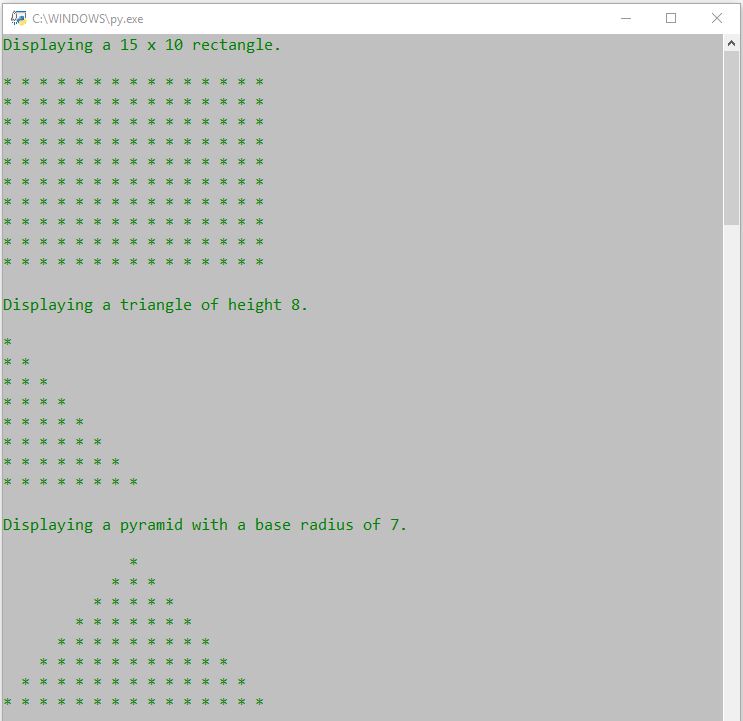 C:\WINDOWS\py.exe
Displaying a 15 x 10 rectangle.
* * * * * * * * * * * * * * *
* * * * * * * * * * * * * * *
* * * * * * * * * * * * * * *
* * * * * * * * * * * * * * *
* * * * * * * * * * * * * * *
* * * * * * * * * * * * * * *
* * * * * * * * * * * * * * *
* * * * * * * * * * * * * * *
* * * * * * * * * * * * * * *
* * * * * * * * * * * * * * *
Displaying a triangle of height 8.
*
* *
* * *
* * * *
* * * * *
* * * * * *
* * * * * * *
* * * * * * * *
Displaying a pyramid with a base radius of 7.
              *
            * * *
          * * * * *
        * * * * * * *
      * * * * * * * * *
    * * * * * * * * * * *
  * * * * * * * * * * * * *
* * * * * * * * * * * * * * *